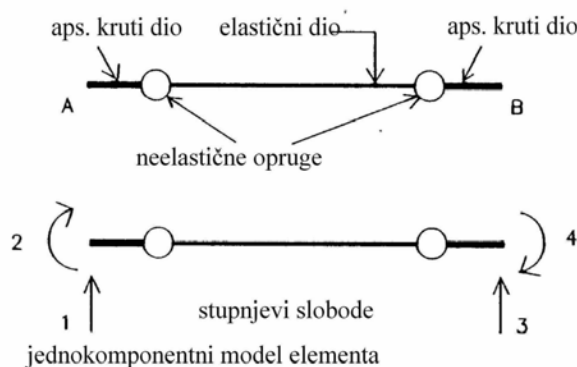 aps. kruti dio elastični dio aps. kruti dio
A B
neelastične opruge
2 4
stupnjevi slobode
1 3
jednokomponentni model elementa